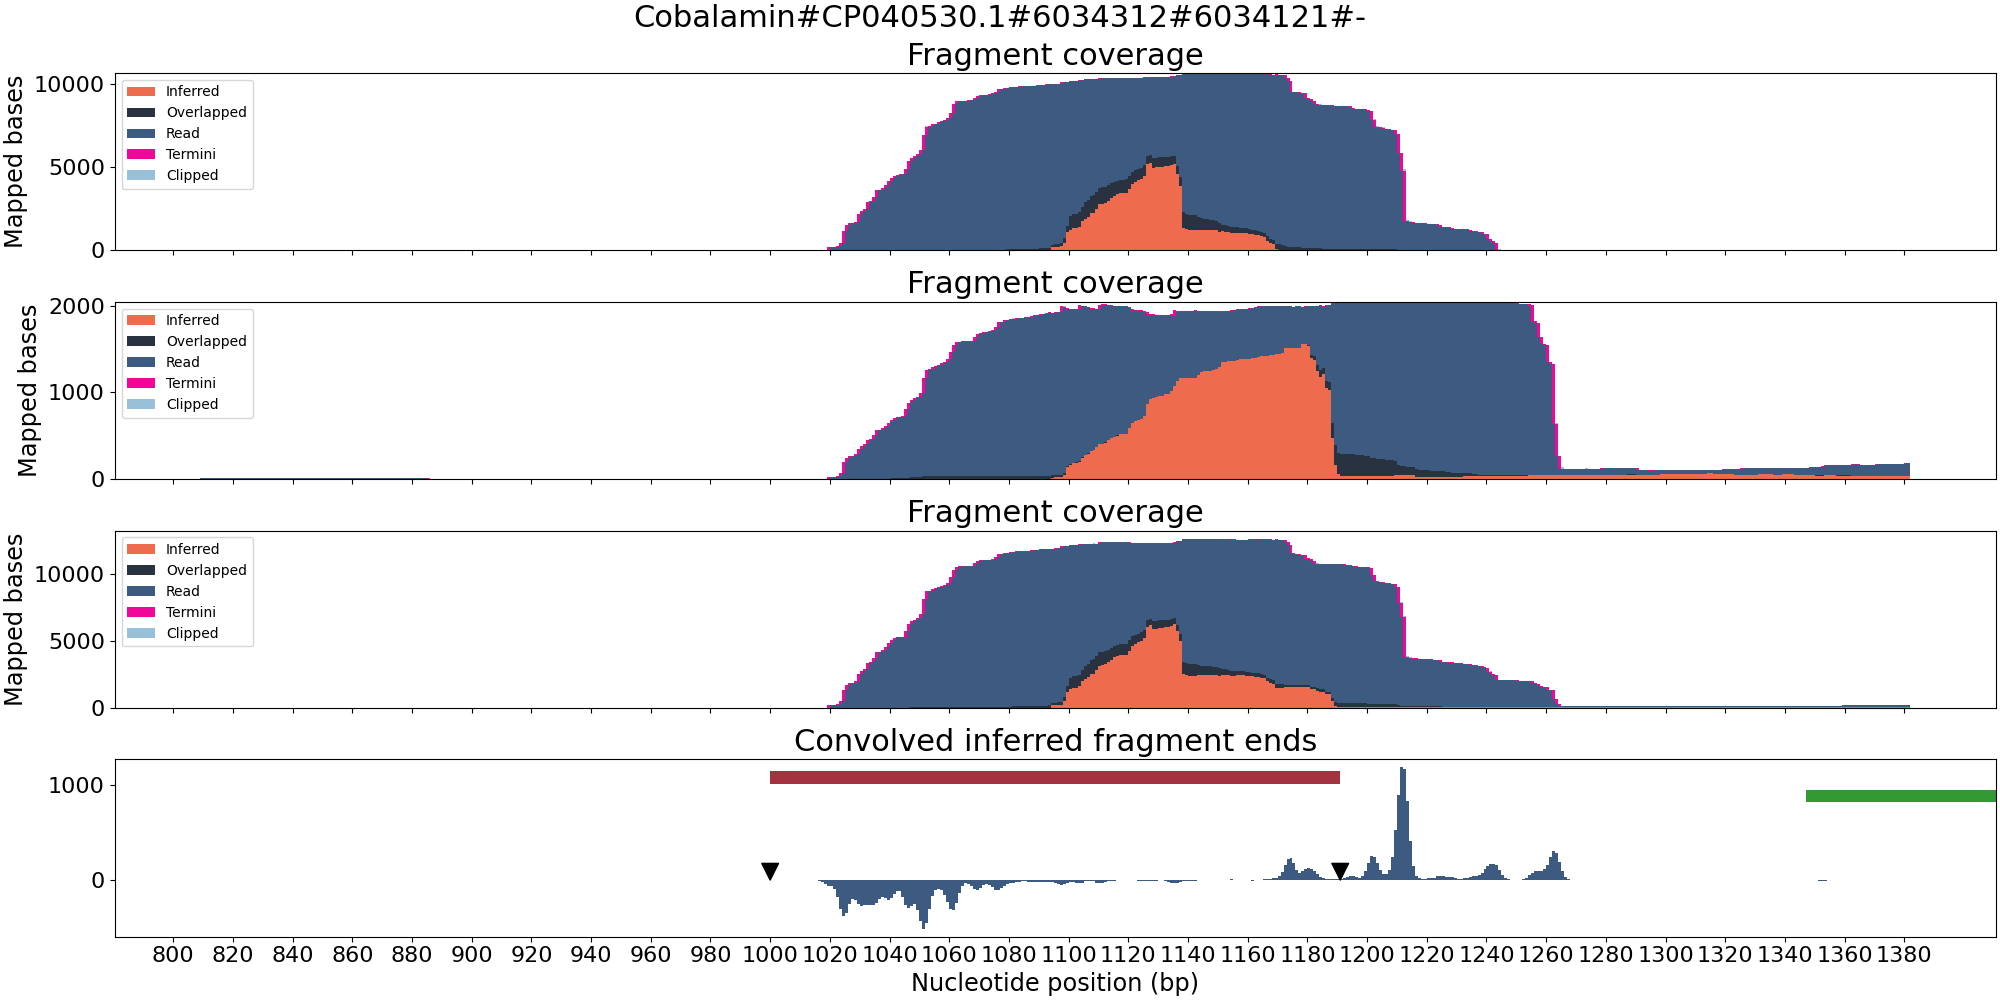 Cobalamin#CP040530.1#6034312#6034121#-
Fragment coverage
Mapped bases
10000
5000
0
Inferred
Overlapped
Read
Termini
Clipped
Fragment coverage
Mapped bases
2000
1000
0
Inferred
Overlapped
Read
Termini
Clipped
Fragment coverage
Mapped bases
10000
5000
0
Inferred
Overlapped
Read
Termini
Clipped
Convolved inferred fragment ends
1000
0
800 820 840 860 880 900 920 940 960 980 1000 1020 1040 1060 1080 1100 1120 1140 1160 1180 1200 1220 1240 1260 1280 1300 1320 1340 1360 1380
Nucleotide position (bp)